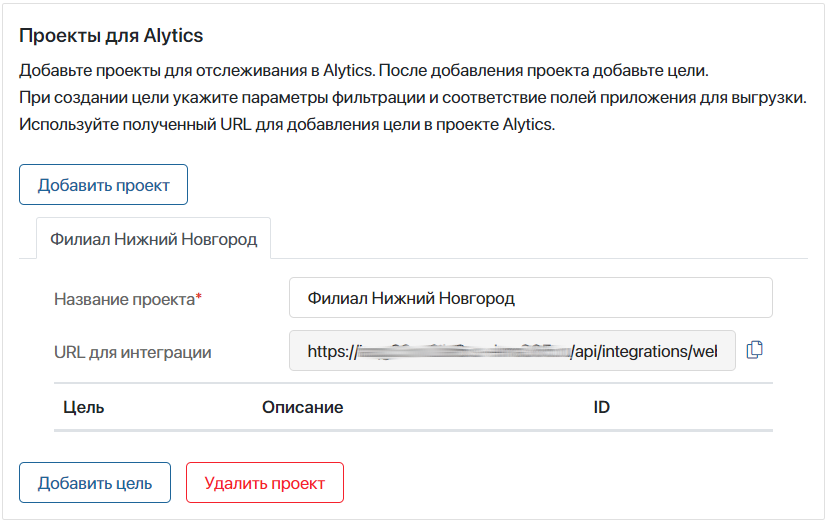 Проекты для Alytics
Добавьте проекты для отслеживания в Alytics. После добавления проекта добавьте цели.
При создании цели укажите параметры фильтрации и соответствие полей приложения для выгрузки.
Используйте полученный URL для добавления цели в проекте Alytics.
Добавить проект
Филиал Нижний Новгород
Название проекта* Филиал Нижний Новгород
URL для интеграции https:// /api/integrations/wel
Цель Описание ID
Добавить цель Удалить проект